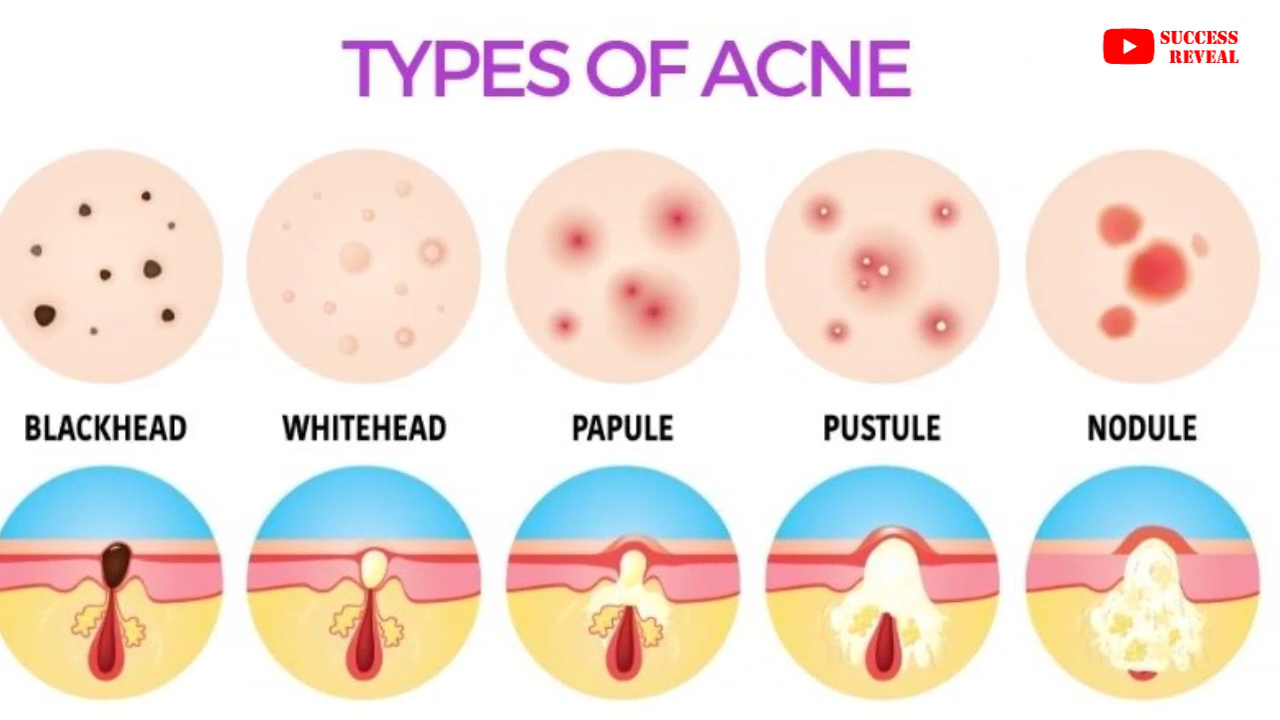 TYPES OF ACNE
SUCCESS
REVEAL
BLACKHEAD
WHITEHEAD
PAPULE
PUSTULE
NODULE